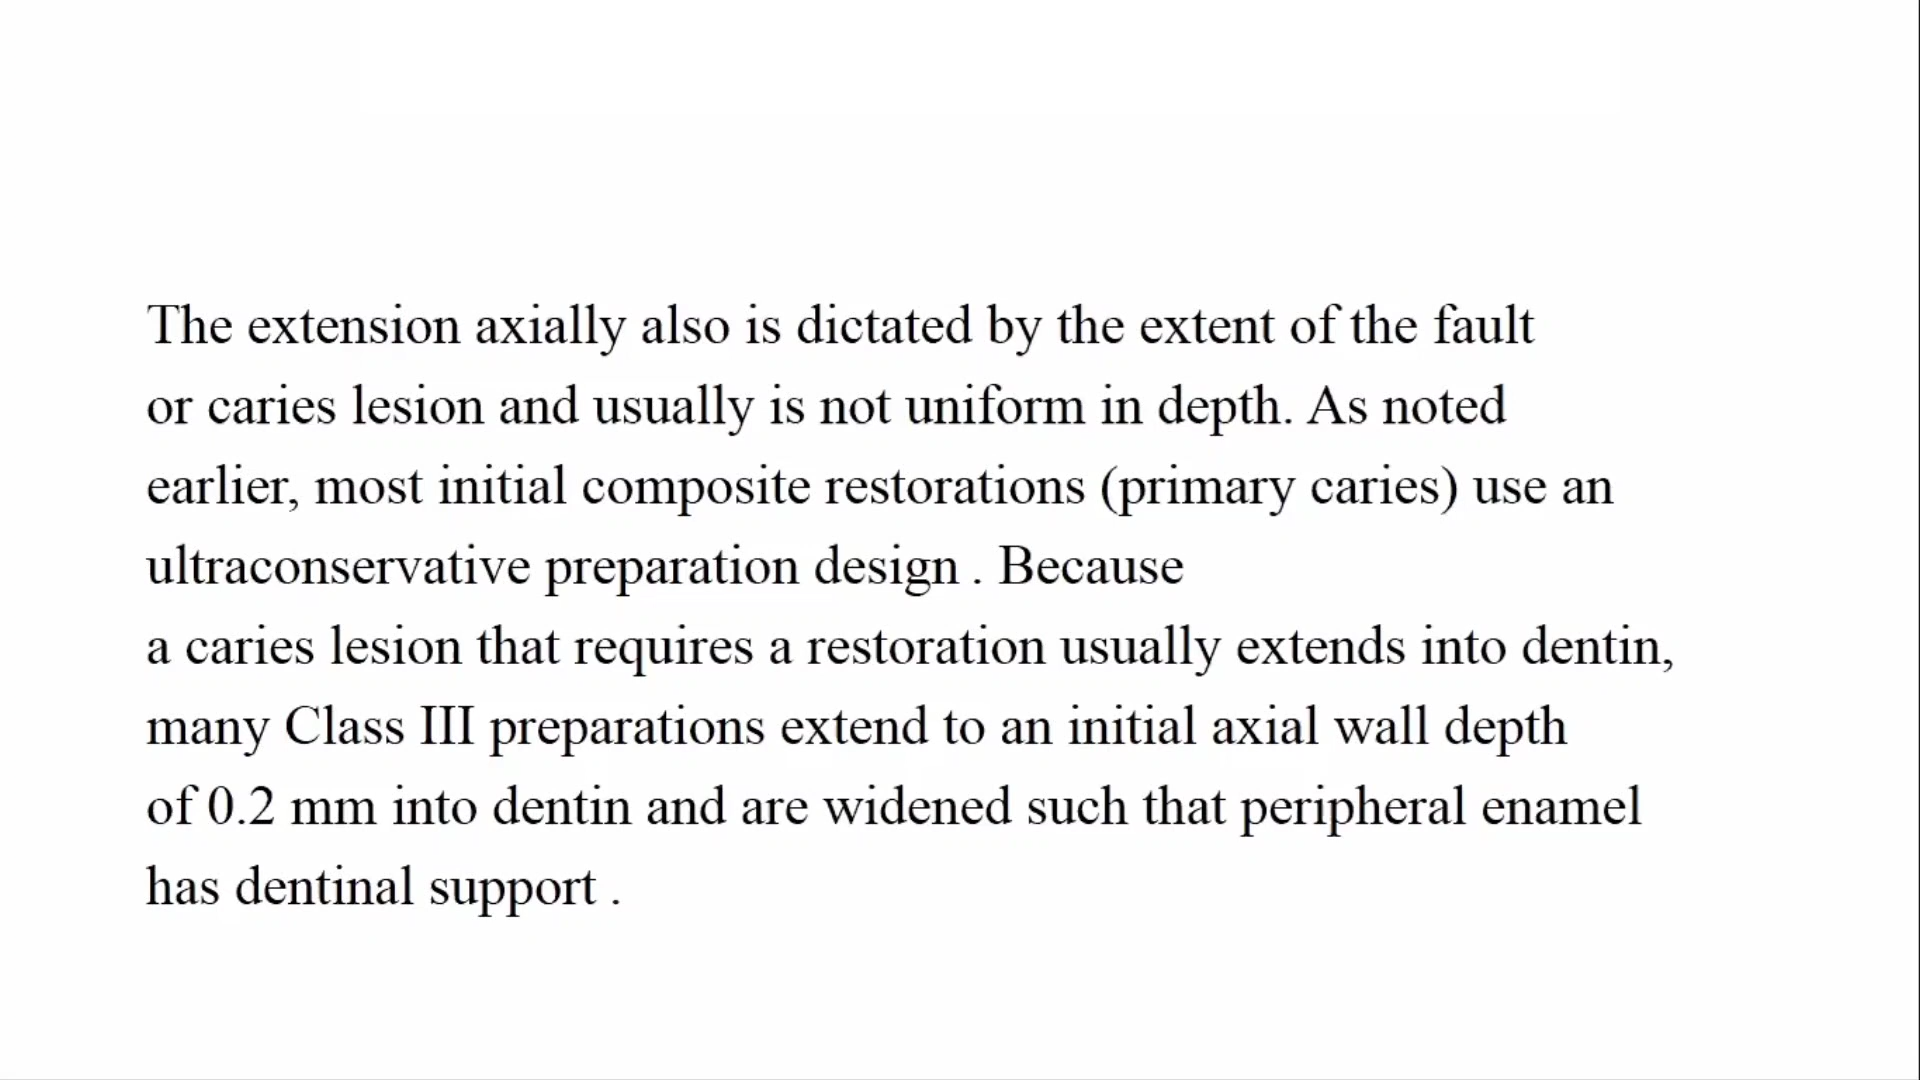 The extension axially also is dictated by the extent of the fault
or caries lesion and usually is not uniform in depth. As noted
earlier, most initial composite restorations (primary caries) use an
ultraconservative preparation design . Because
a caries lesion that requires a restoration usually extends into dentin,
many Class III preparations extend to an initial axial wall depth
of 0.2 mm into dentin and are widened such that peripheral enamel
has dentinal support .